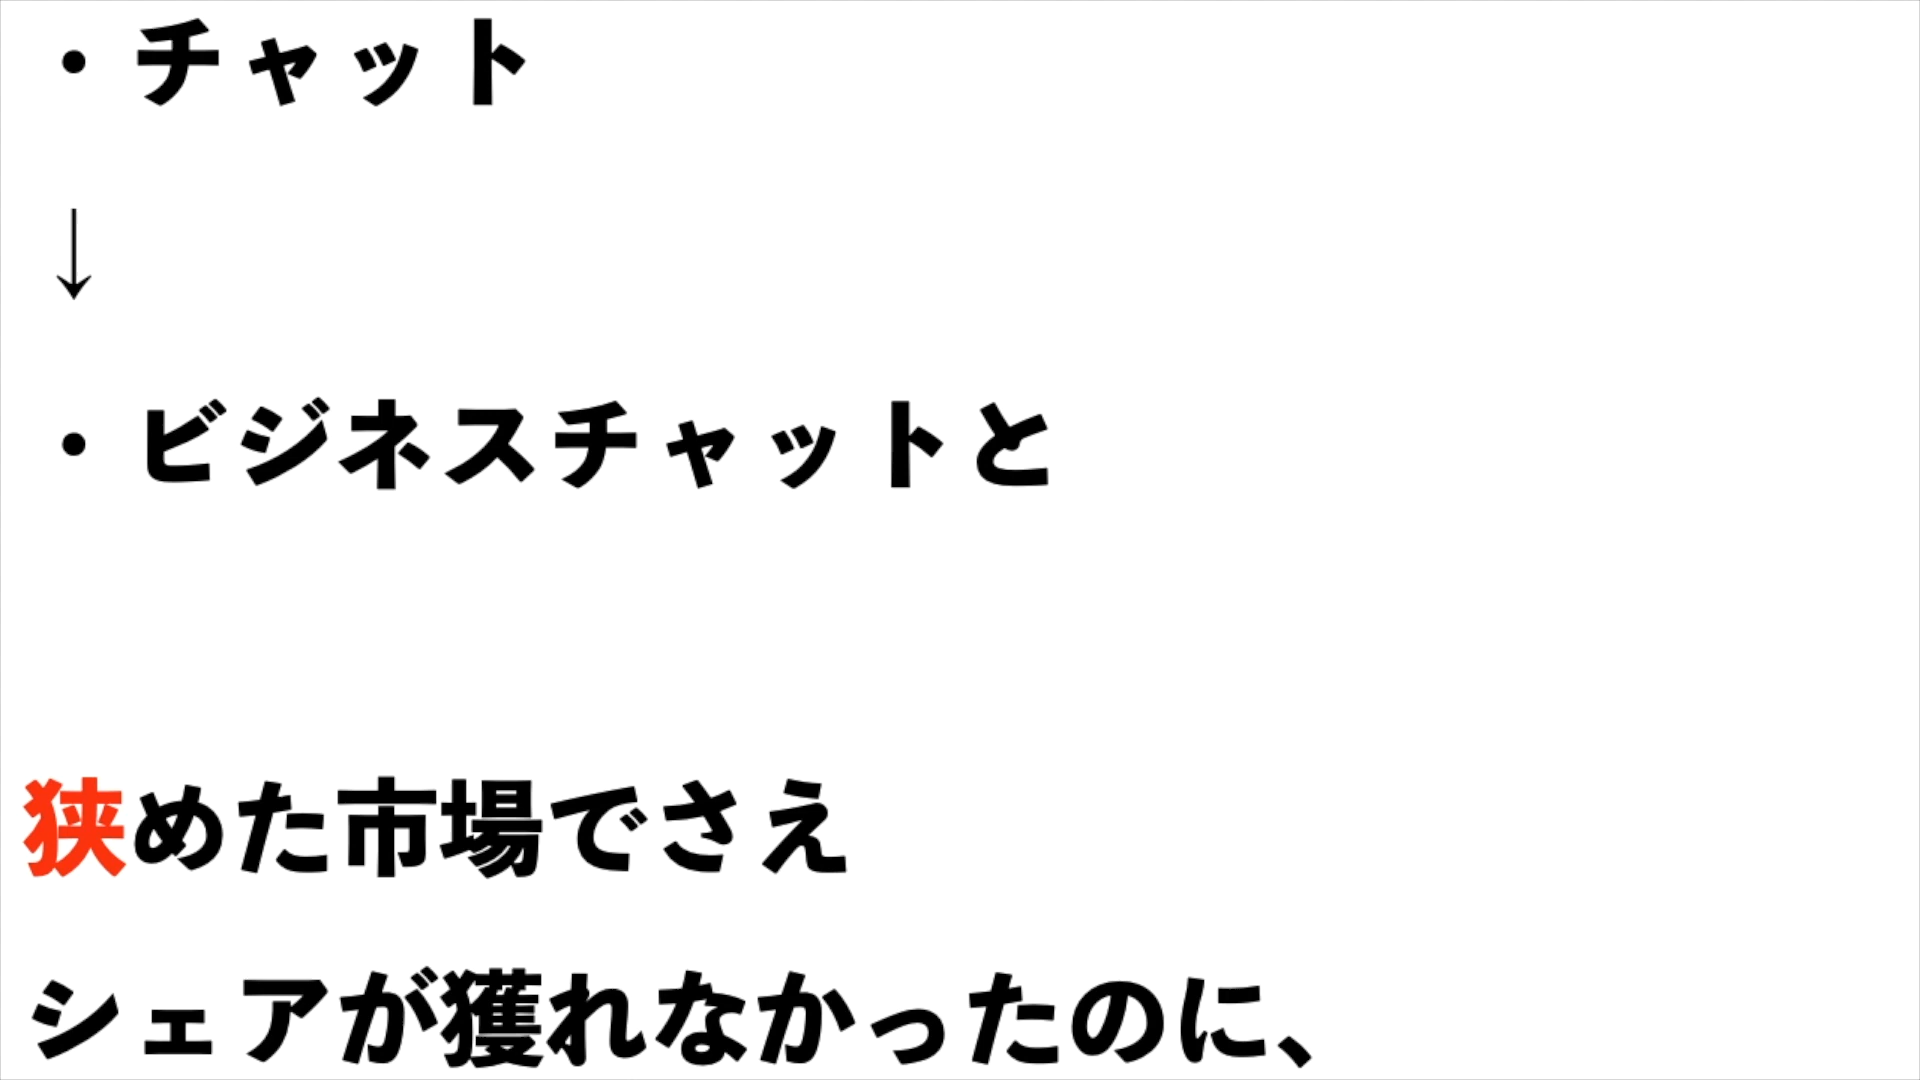 ・チャット
↓
・ビジネスチャットと
狭めた市場でさえ
シェアが獲れなかったのに、